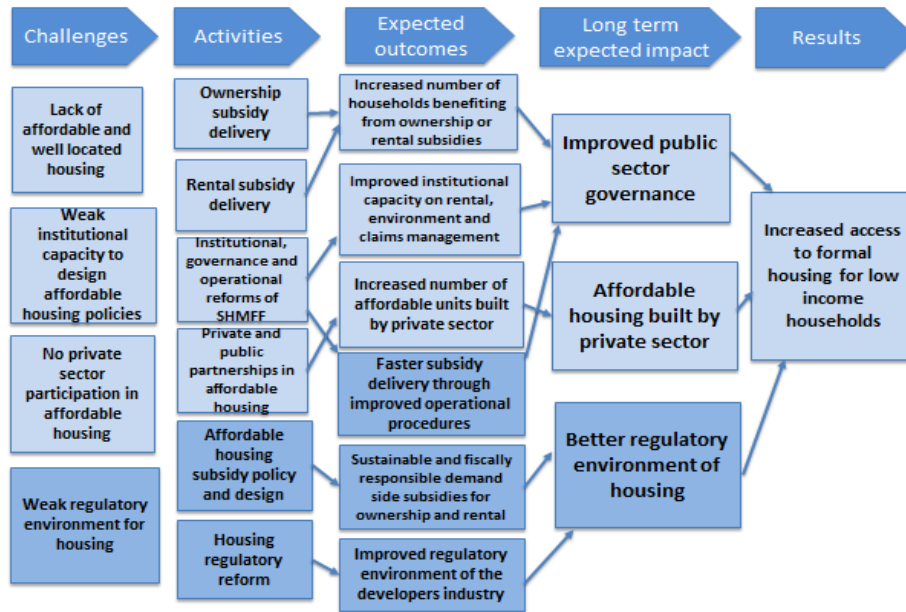 Challenges
Activities
Expected
outcomes
Long term
expected impact
Results
Lack of
affordable and
well located
housing
Weak
institutional
capacity to
design
affordable
housing policies
No private
sector
participation in
affordable
housing
Weak regulatory
environment for
housing
Ownership
subsidy
delivery
Rental subsidy
delivery
Institutional,
governance and
operational
reforms of
SHMFF
Private and
public
partnerships in
affordable
housing
Affordable
housing
subsidy policy
and design
Housing
regulatory
reform
Increased number of
households benefiting
from ownership or
rental subsidies
Improved institutional
capacity on rental,
environment and
claims management
Increased number of
affordable units built
by private sector
Faster subsidy
delivery through
improved operational
procedures
Sustainable and fiscally
responsible demand
side subsidies for
ownership and rental
Improved regulatory
environment of the
developers industry
Improved public
sector
governance
Affordable
housing built by
private sector
Better regulatory
environment of
housing
Increased access
to formal
housing for low
income
households